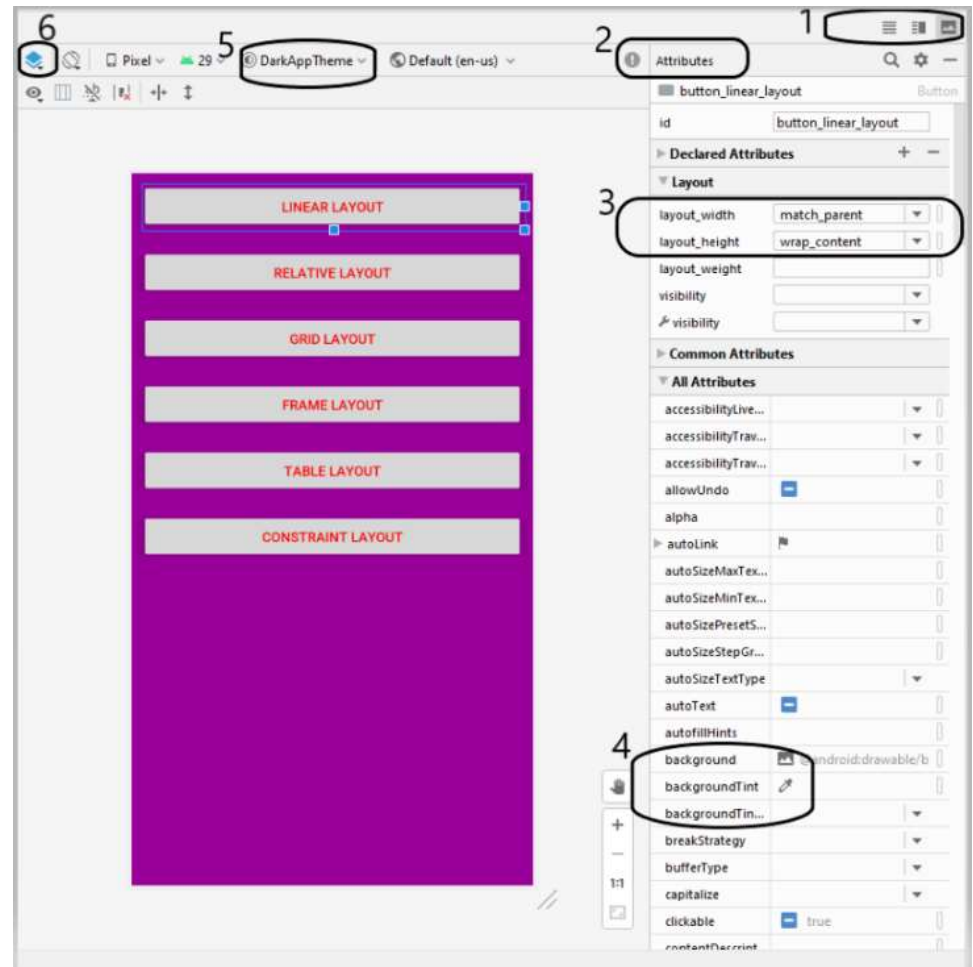 6
1
5
2
Pixel
29
DarkAppTheme
Default (en-us)
Attributes
button_linear_layout
Button
id
button_linear_layout
Declared Attributes
Layout
3
layout_width
match_parent
layout_height
wrap_content
layout_weight
visibility
visibility
Common Attributes
All Attributes
accessibilityLive...
accessibilityTrav...
accessibilityTrav...
allowUndo
alpha
autoLink
autoSizeMaxTex...
autoSizeMinTex...
autoSizePresetS...
autoSizeStepGr...
autoSizeTextType
autoText
autofillHints
4
background
@android:drawable/b
backgroundTint
backgroundTin...
breakStrategy
bufferType
capitalize
clickable
true
LINEAR LAYOUT
RELATIVE LAYOUT
GRID LAYOUT
FRAME LAYOUT
TABLE LAYOUT
CONSTRAINT LAYOUT
1:1